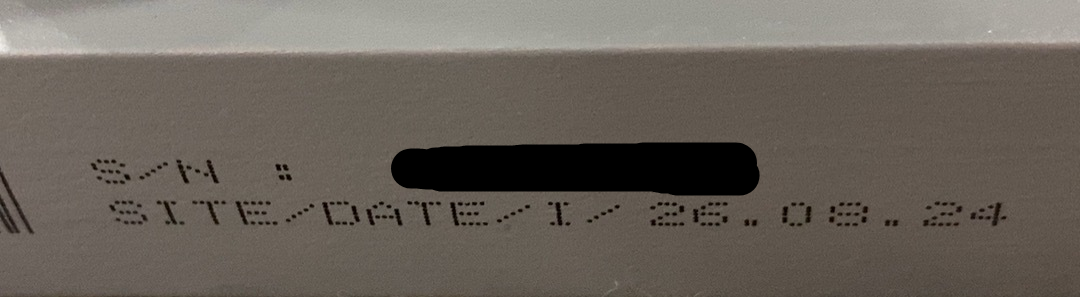 S/N :
SITE/DATE/I/ 26.08.24